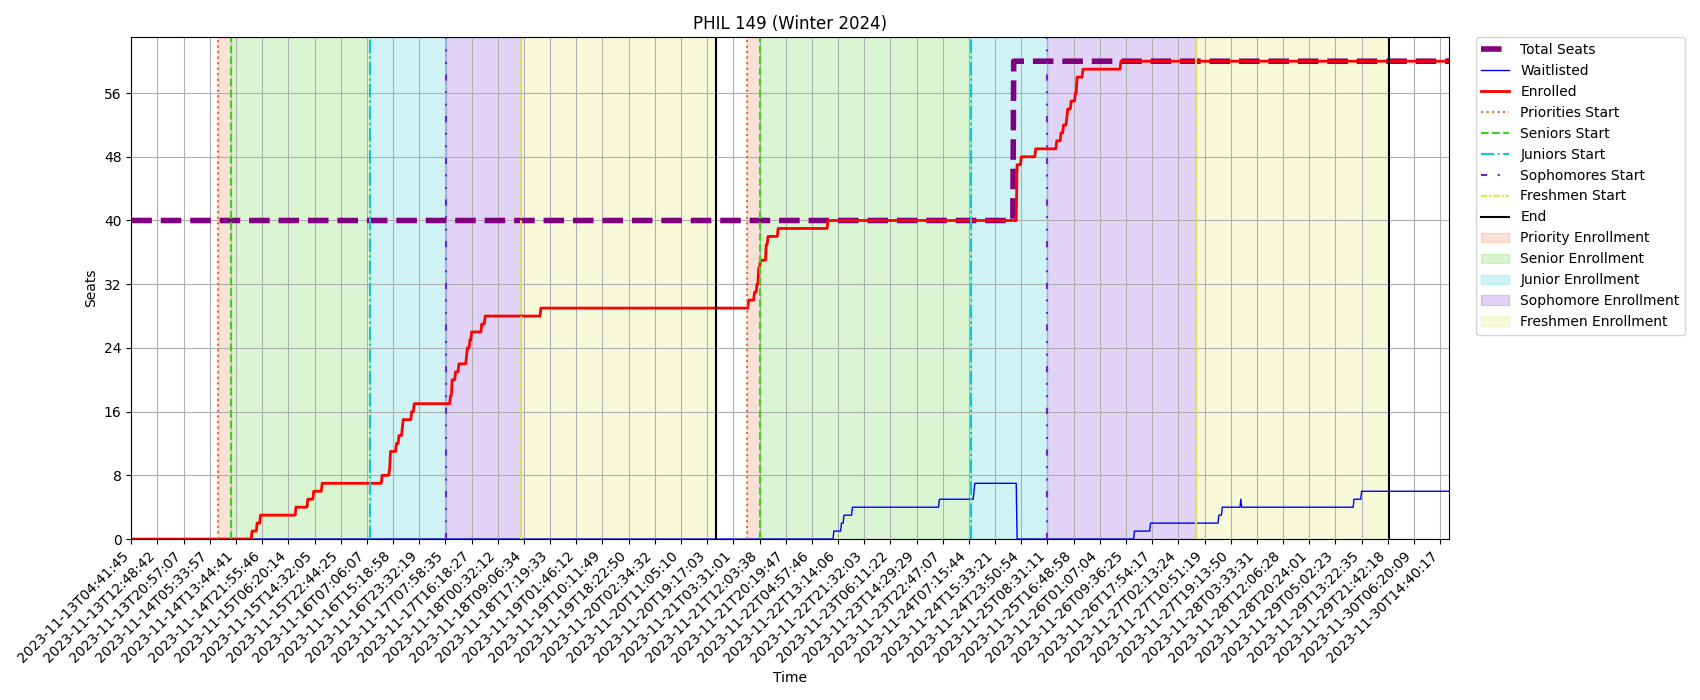 PHIL 149 (Winter 2024)
Total Seats
Waitlisted
Enrolled
Priorities Start
Seniors Start
Juniors Start
Sophomores Start
Freshmen Start
End
Priority Enrollment
Senior Enrollment
Junior Enrollment
Sophomore Enrollment
Freshmen Enrollment
Seats
56
48
40
32
24
16
8
0
2023-11-13T04:41:45
2023-11-13T12:48:42
2023-11-13T20:57:07
2023-11-14T05:33:57
2023-11-14T13:44:41
2023-11-14T21:55:46
2023-11-15T06:20:14
2023-11-15T14:32:05
2023-11-15T22:44:25
2023-11-16T07:06:07
2023-11-16T15:18:58
2023-11-16T23:32:19
2023-11-17T07:58:35
2023-11-17T16:18:27
2023-11-18T00:32:12
2023-11-18T09:06:34
2023-11-18T17:19:33
2023-11-19T01:46:12
2023-11-19T10:11:49
2023-11-19T18:22:50
2023-11-20T02:34:32
2023-11-20T11:05:10
2023-11-20T19:17:03
2023-11-21T03:31:01
2023-11-21T12:03:38
2023-11-21T20:19:47
2023-11-22T04:57:46
2023-11-22T13:14:06
2023-11-22T21:32:03
2023-11-23T06:11:22
2023-11-23T14:29:29
2023-11-23T22:47:07
2023-11-24T07:15:44
2023-11-24T15:33:21
2023-11-24T23:50:54
2023-11-25T08:31:11
2023-11-25T16:48:58
2023-11-26T01:07:04
2023-11-26T09:36:25
2023-11-26T17:54:17
2023-11-27T02:13:24
2023-11-27T10:51:19
2023-11-27T19:13:50
2023-11-28T03:33:31
2023-11-28T12:06:28
2023-11-28T20:24:01
2023-11-29T05:02:23
2023-11-29T13:22:35
2023-11-29T21:42:18
2023-11-30T06:20:09
2023-11-30T14:40:17
Time